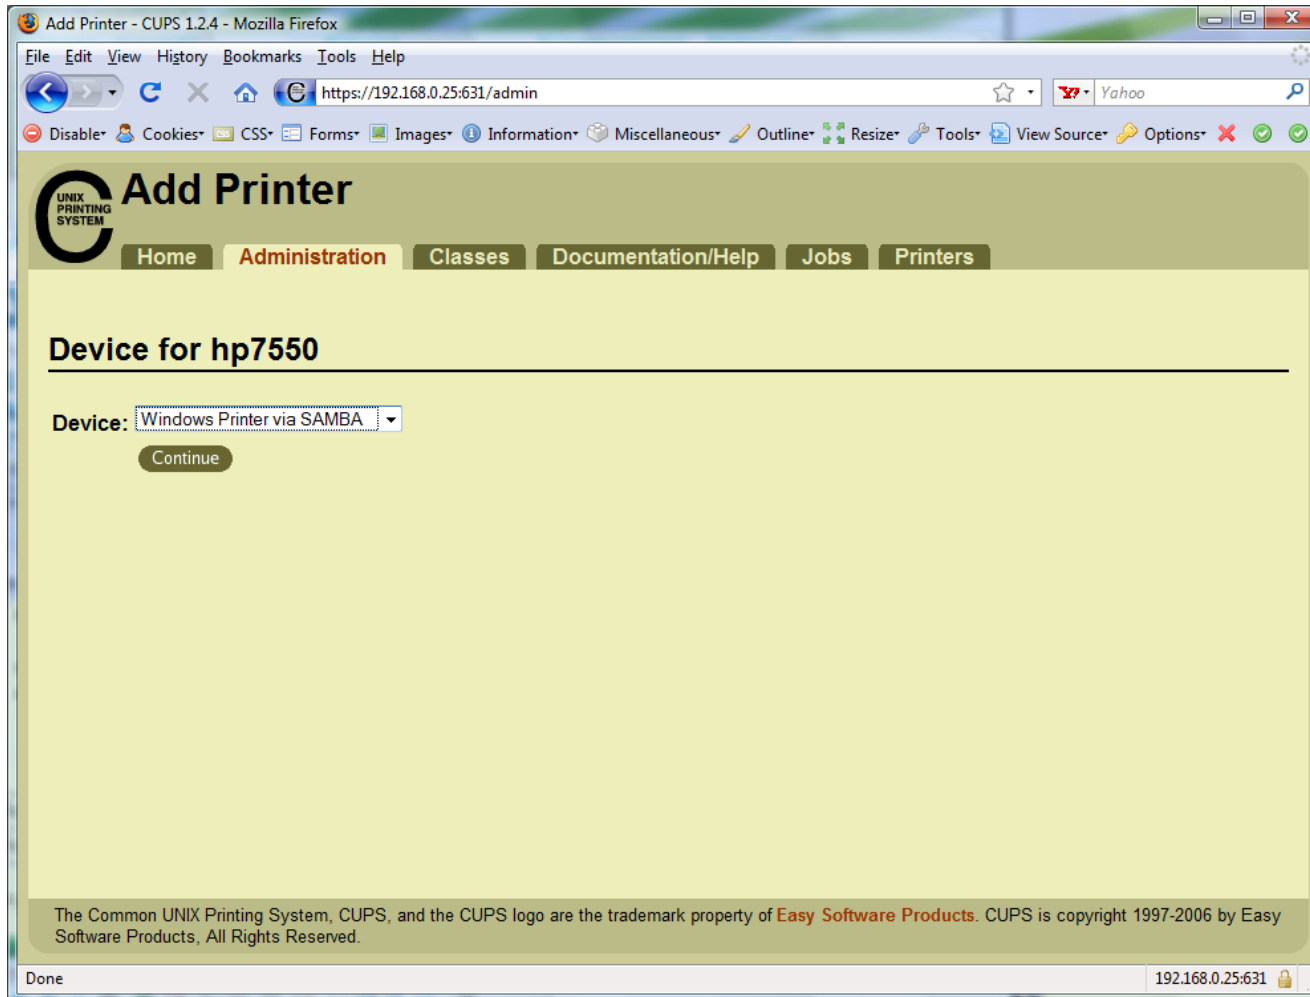 Add Printer - CUPS 1.2.4 - Mozilla Firefox
File Edit View History Bookmarks Tools Help
https://192.168.0.25:631/admin Yahoo
Disable Cookies CSS Forms Images Information Miscellaneous Outline Resize Tools View Source Options
UNIX PRINTING SYSTEM
Add Printer
Home Administration Classes Documentation/Help Jobs Printers
Device for hp7550
Device: Windows Printer via SAMBA
Continue
The Common UNIX Printing System, CUPS, and the CUPS logo are the trademark property of Easy Software Products. CUPS is copyright 1997-2006 by Easy
Software Products, All Rights Reserved.
Done 192.168.0.25:631